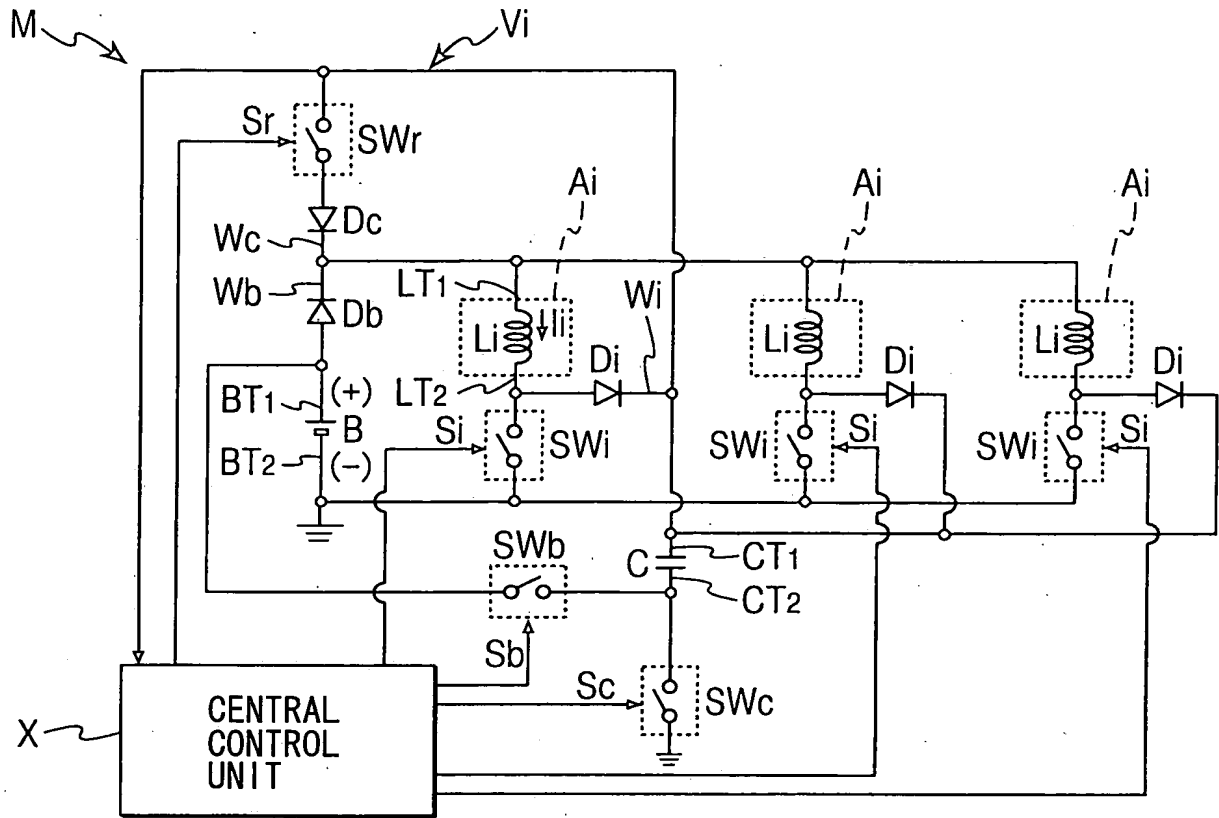 M
Vi
Sr
SWr
Ai
Ai
Ai
Dc
Wc
Wb
LT1
Wi
Db
Li
Ii
Li
Li
Di
Di
Di
BT1
(+)
LT2
B
Si
SWi
SWi
Si
SWi
Si
BT2
(−)
SWb
C
CT1
CT2
Sb
Sc
SWc
X
CENTRAL
CONTROL
UNIT